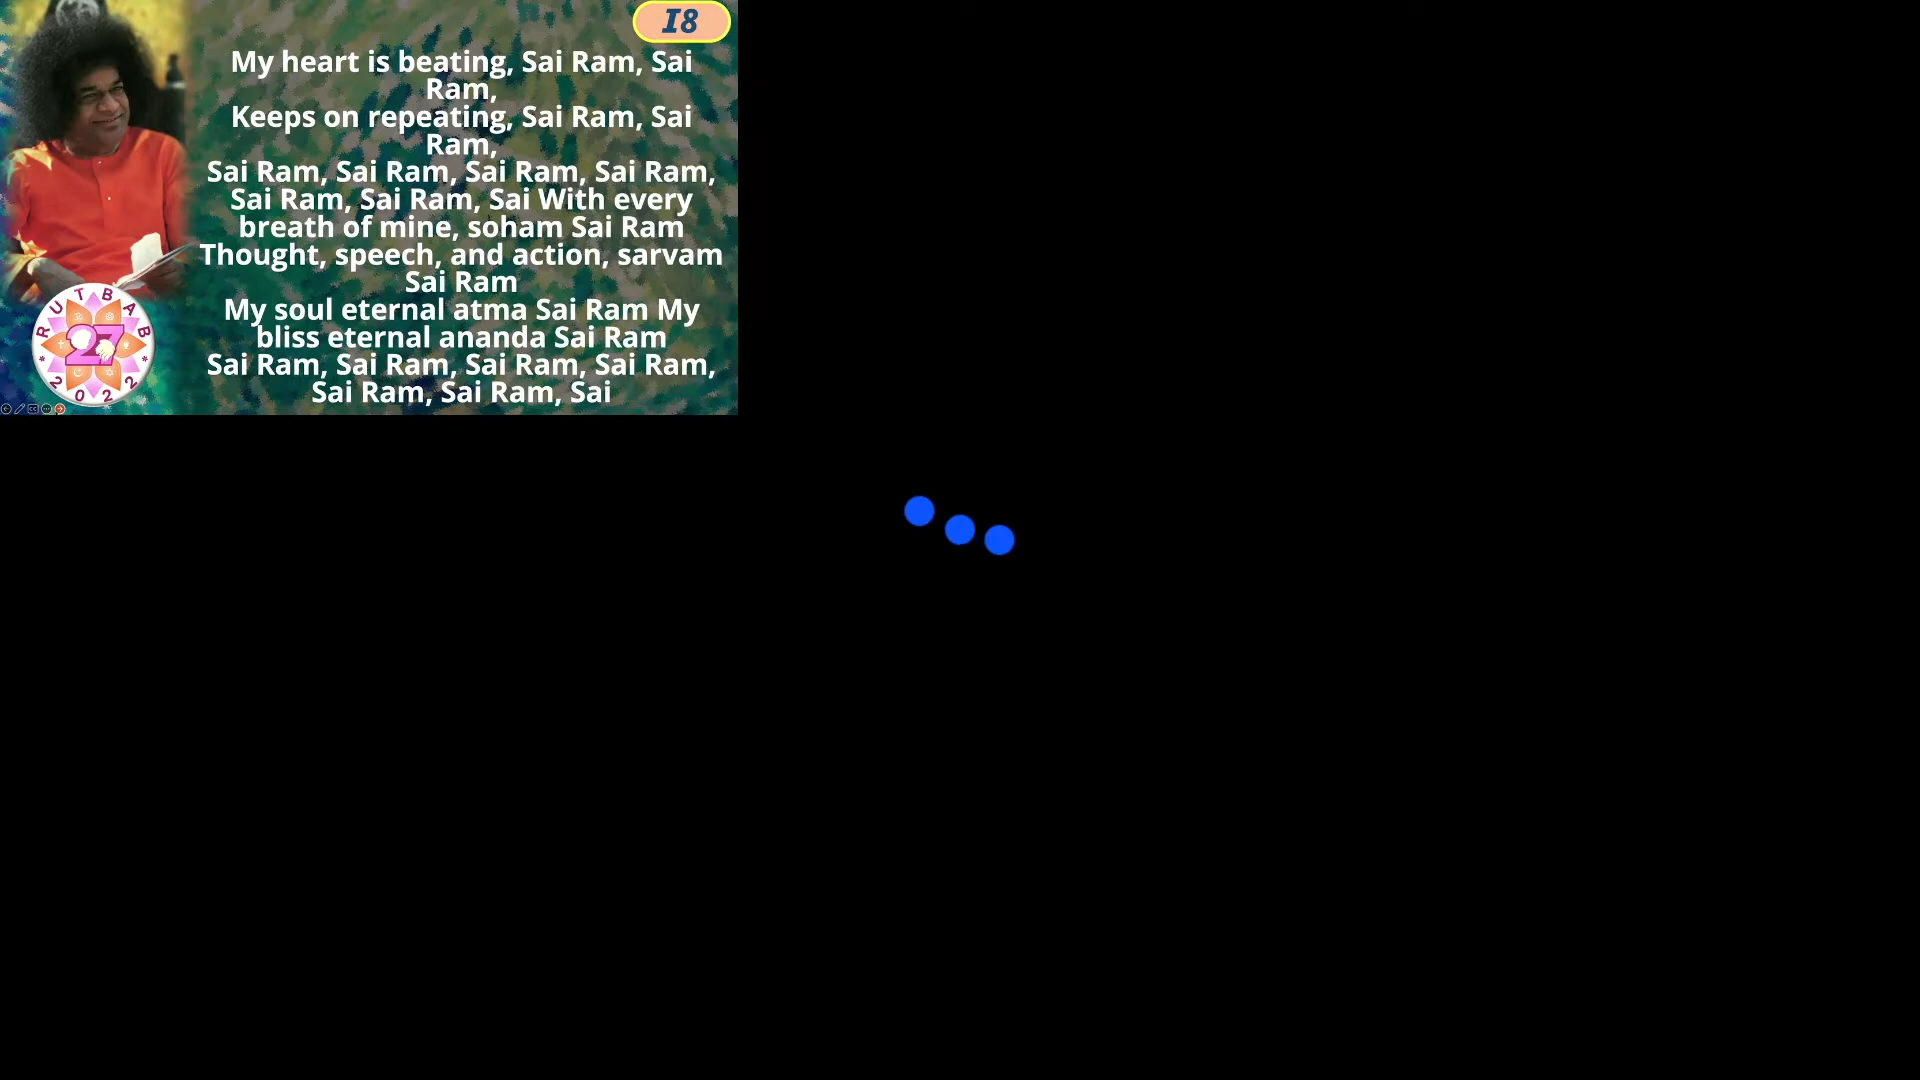 I8
My heart is beating, Sai Ram, Sai
Ram,
Keeps on repeating, Sai Ram, Sai
Ram,
Sai Ram, Sai Ram, Sai Ram, Sai Ram,
Sai Ram, Sai Ram, Sai With every
breath of mine, soham Sai Ram
Thought, speech, and action, sarvam
Sai Ram
My soul eternal atma Sai Ram My
bliss eternal ananda Sai Ram
Sai Ram, Sai Ram, Sai Ram, Sai Ram,
Sai Ram, Sai Ram, Sai
RUTBAB
27
2022